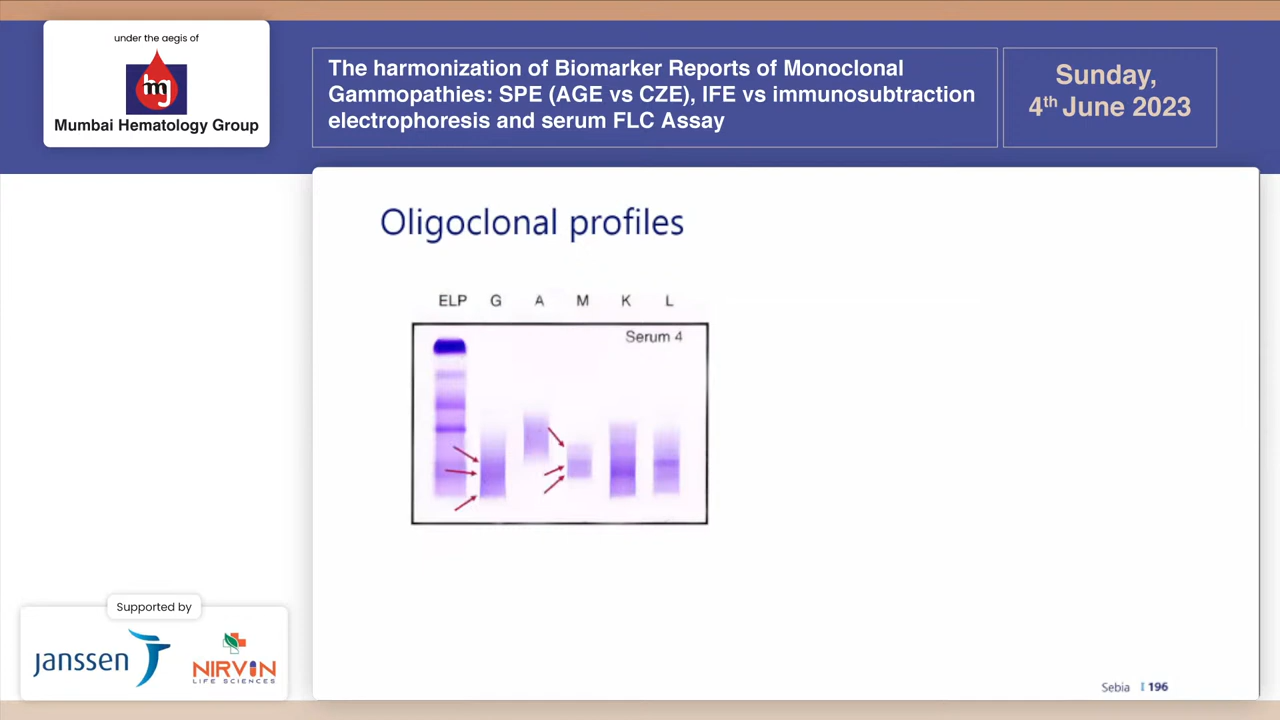 under the aegis of
mg
Mumbai Hematology Group
The harmonization of Biomarker Reports of Monoclonal
Gammopathies: SPE (AGE vs CZE), IFE vs immunosubtraction
electrophoresis and serum FLC Assay
Sunday,
4th June 2023
Oligoclonal profiles
ELP G A M K L
Serum 4
Supported by
janssen
NIRVIN
LIFE SCIENCES
Sebia I 196